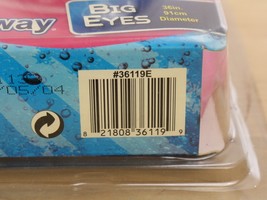 way
BIG
EYES
36in.
91cm
Diameter
#36119E
/05/04
8 21808 36119 9